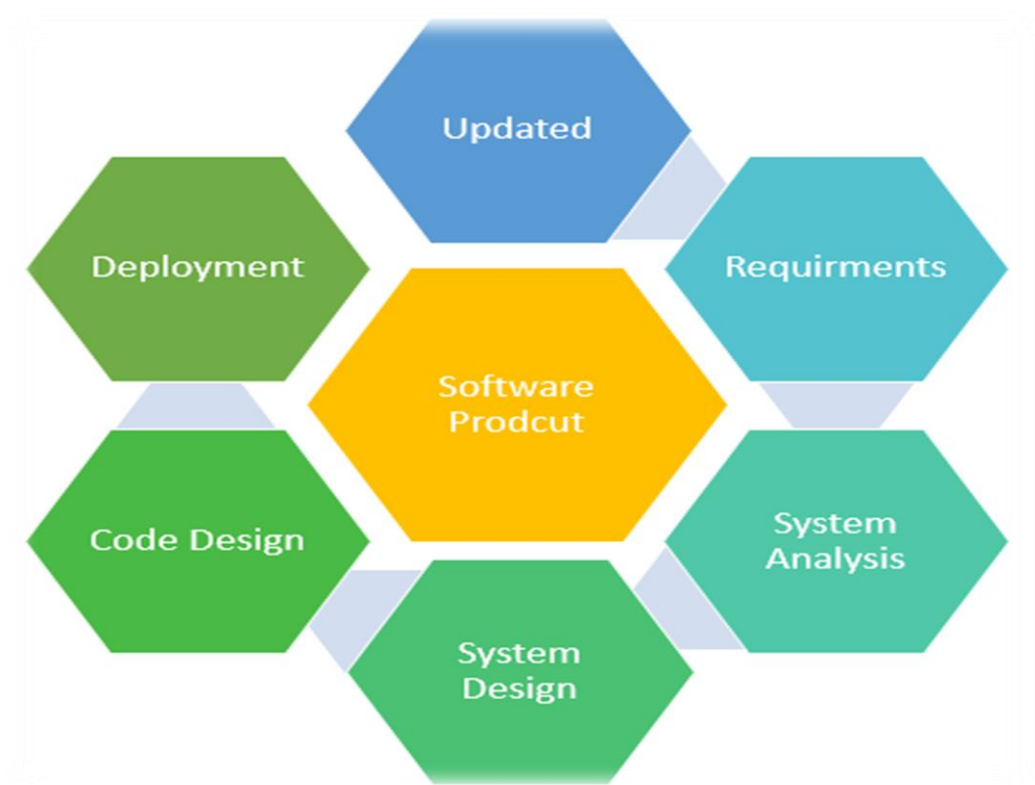 Updated
Requirments
System
Analysis
System
Design
Code Design
Deployment
Software
Prodcut